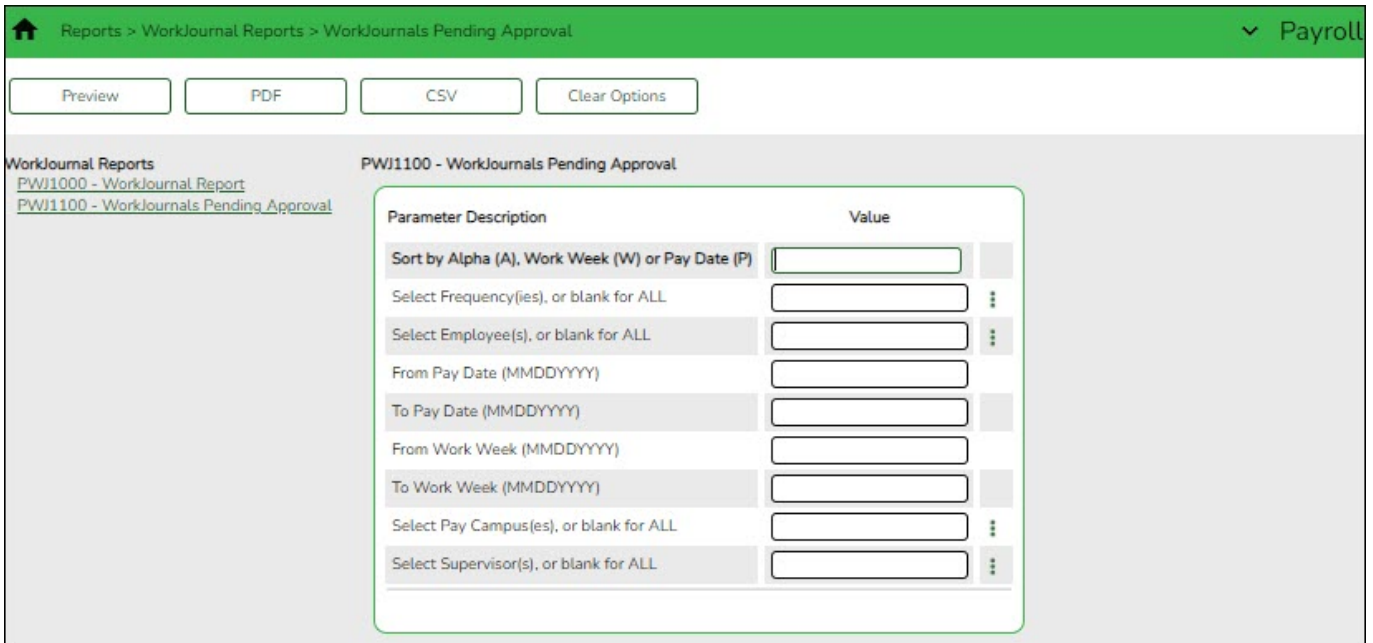 Reports > WorkJournal Reports > WorkJournals Pending Approval
Payroll
Preview PDF CSV Clear Options
WorkJournal Reports
PWJ1000 - WorkJournal Report
PWJ1100 - WorkJournals Pending Approval
PWJ1100 - WorkJournals Pending Approval
Parameter Description Value
Sort by Alpha (A), Work Week (W) or Pay Date (P)
Select Frequency(ies), or blank for ALL
Select Employee(s), or blank for ALL
From Pay Date (MMDDYYYY)
To Pay Date (MMDDYYYY)
From Work Week (MMDDYYYY)
To Work Week (MMDDYYYY)
Select Pay Campus(es), or blank for ALL
Select Supervisor(s), or blank for ALL